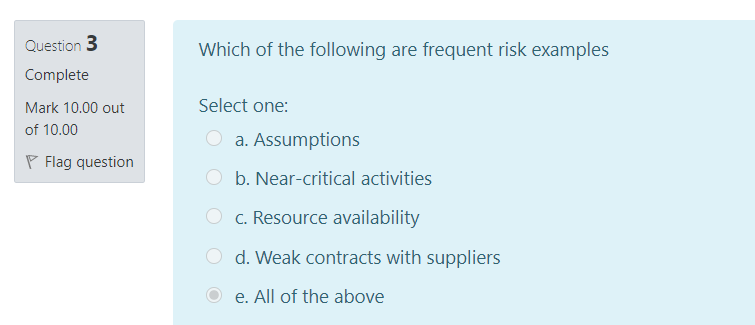 Question 3
Complete
Mark 10.00 out
of 10.00
Flag question
Which of the following are frequent risk examples
Select one:
a. Assumptions
b. Near-critical activities
c. Resource availability
d. Weak contracts with suppliers
e. All of the above